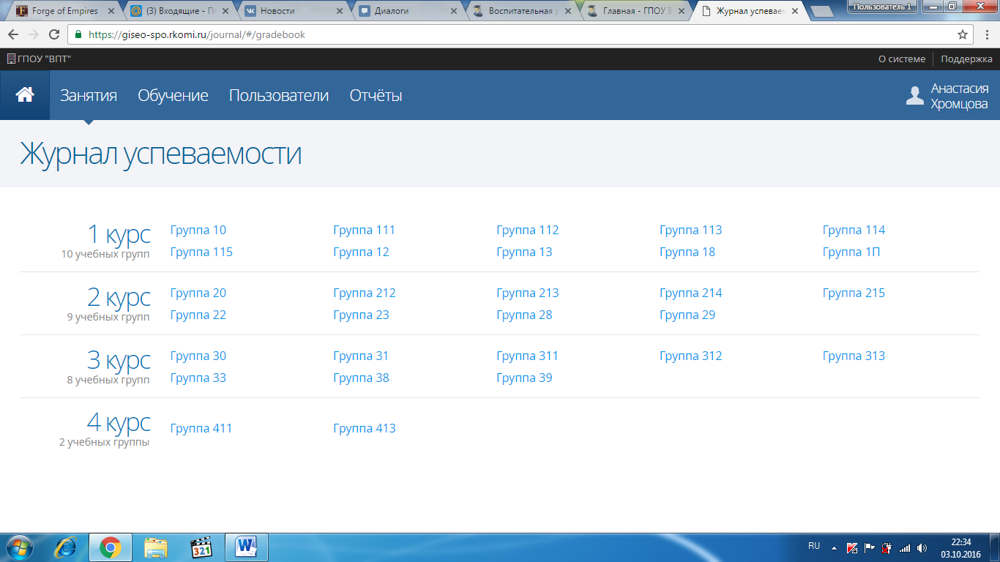 Forge of Empires
(3) Входящие - П
Новости
Диалоги
Воспитательная р
Главная - ГПОУ В
Журнал успеваем
Пользователь 1
https://giseo-spo.rkomi.ru/journal/#/gradebook
ГПОУ "ВПТ"
О системе
Поддержка
Занятия
Обучение
Пользователи
Отчёты
Анастасия
Хромцова
Журнал успеваемости
1 курс
10 учебных групп
Группа 10 Группа 111 Группа 112 Группа 113 Группа 114
Группа 115 Группа 12 Группа 13 Группа 18 Группа 1П
2 курс
9 учебных групп
Группа 20 Группа 212 Группа 213 Группа 214 Группа 215
Группа 22 Группа 23 Группа 28 Группа 29
3 курс
8 учебных групп
Группа 30 Группа 31 Группа 311 Группа 312 Группа 313
Группа 33 Группа 38 Группа 39
4 курс
2 учебных группы
Группа 411 Группа 413
321
RU
22:34
03.10.2016